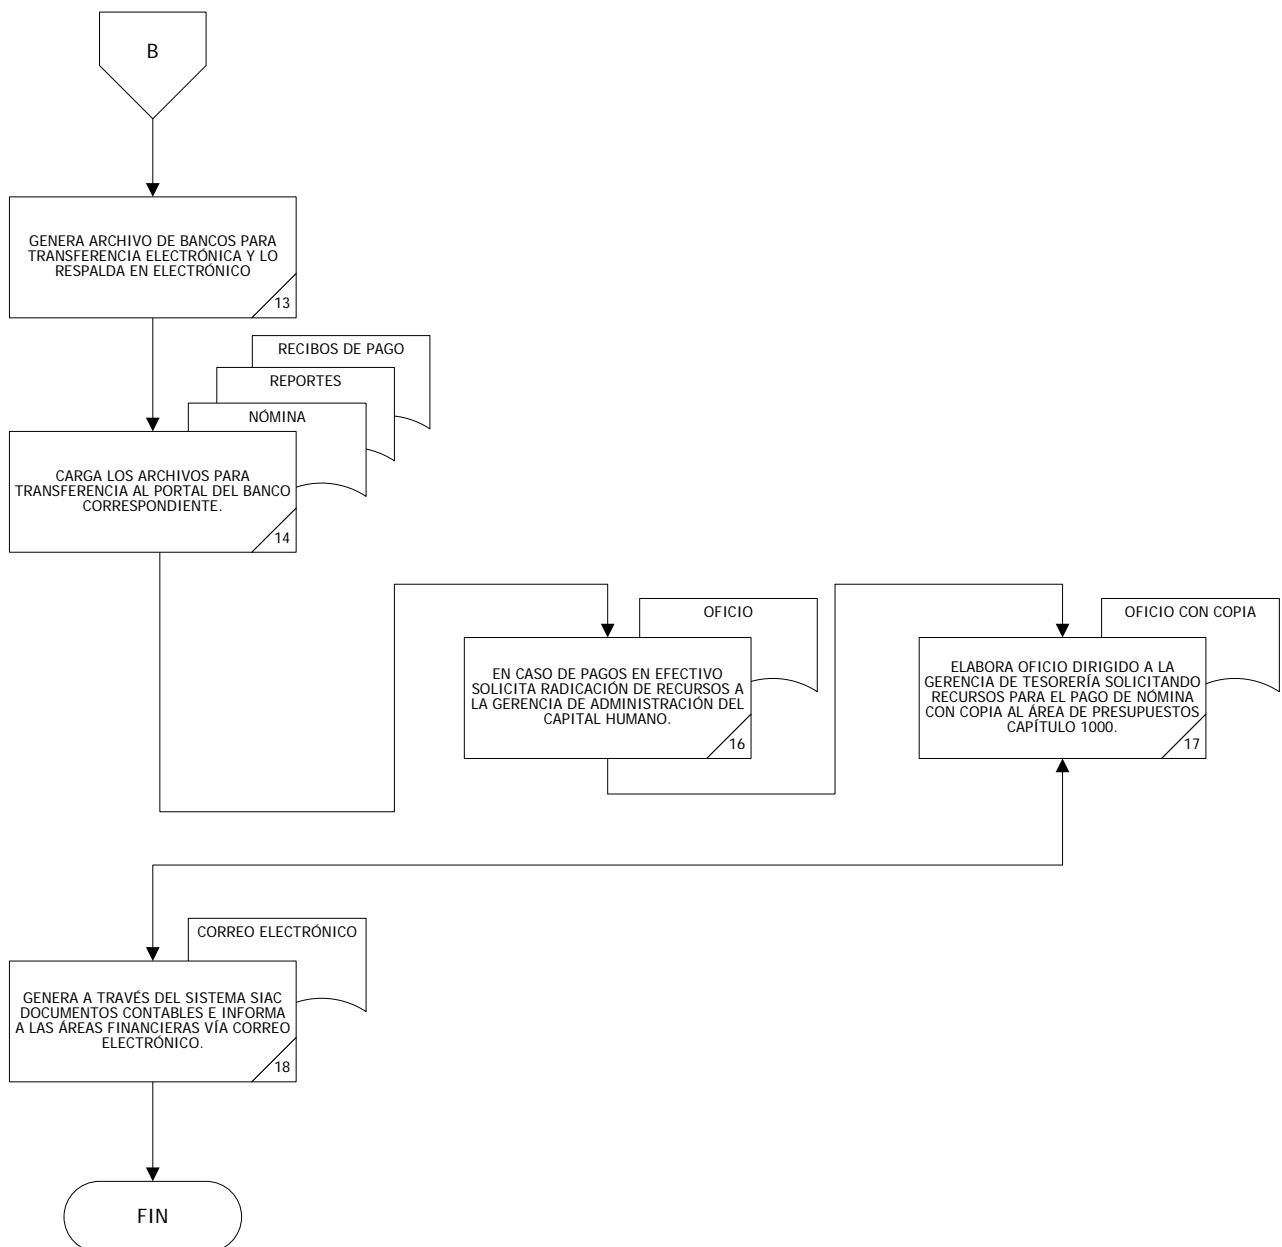 B
GENERA ARCHIVO DE BANCOS PARA
TRANSFERENCIA ELECTRÓNICA Y LO
RESPALDA EN ELECTRÓNICO
13
RECIBOS DE PAGO
REPORTES
NÓMINA
CARGA LOS ARCHIVOS PARA
TRANSFERENCIA AL PORTAL DEL BANCO
CORRESPONDIENTE.
14
OFICIO
EN CASO DE PAGOS EN EFECTIVO
SOLICITA RADICACIÓN DE RECURSOS A
LA GERENCIA DE ADMINISTRACIÓN DEL
CAPITAL HUMANO.
16
OFICIO CON COPIA
ELABORA OFICIO DIRIGIDO A LA
GERENCIA DE TESORERÍA SOLICITANDO
RECURSOS PARA EL PAGO DE NÓMINA
CON COPIA AL ÁREA DE PRESUPUESTOS
CAPÍTULO 1000.
17
CORREO ELECTRÓNICO
GENERA A TRAVÉS DEL SISTEMA SIAC
DOCUMENTOS CONTABLES E INFORMA
A LAS ÁREAS FINANCIERAS VÍA CORREO
ELECTRÓNICO.
18
FIN